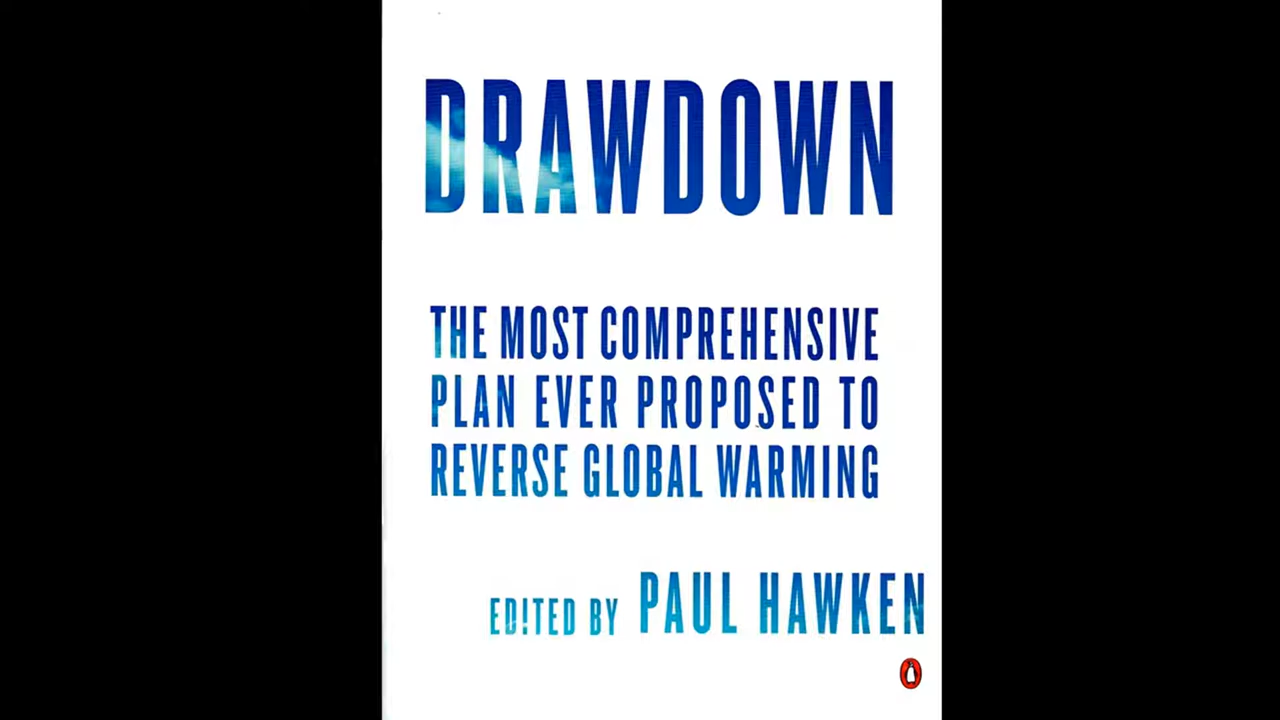 DRAWDOWN
THE MOST COMPREHENSIVE
PLAN EVER PROPOSED TO
REVERSE GLOBAL WARMING
EDITED BY PAUL HAWKEN